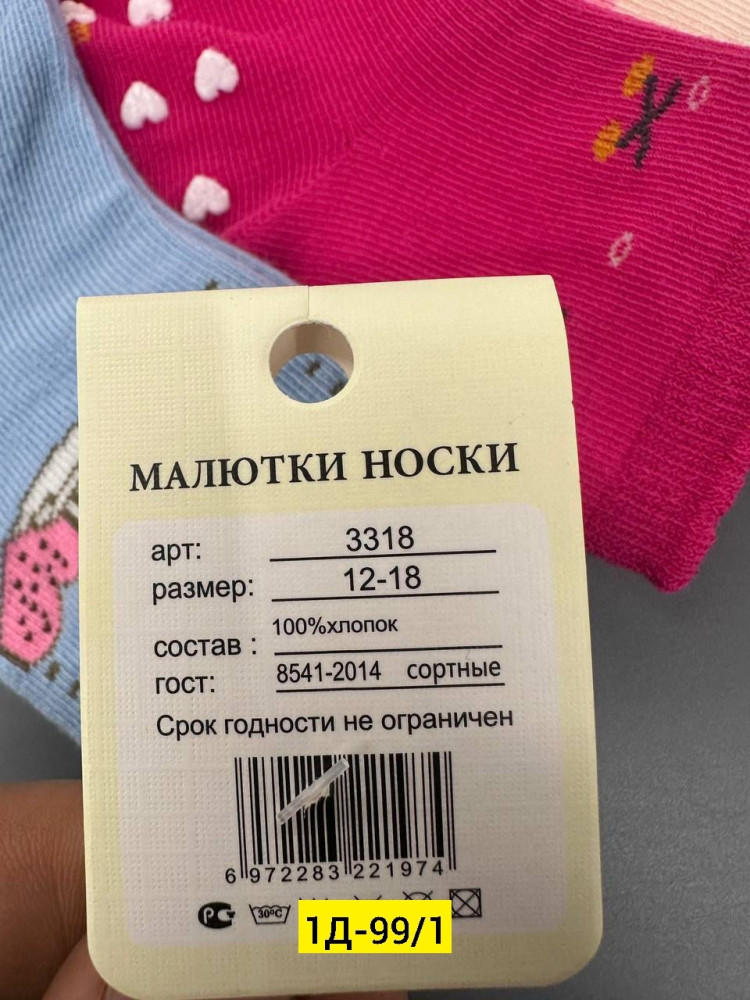 МАЛЮТКИ НОСКИ
арт: 3318
размер: 12-18
состав : 100%хлопок
гост: 8541-2014 сортные
Срок годности не ограничен
6 972283 221974
РС 30°C
1Д-99/1